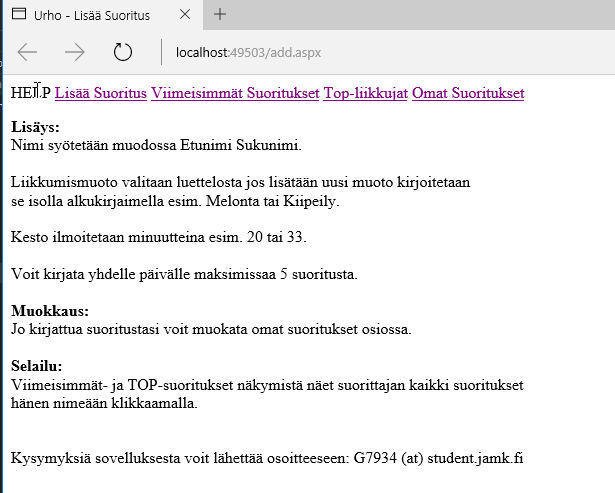 Urho - Lisää Suoritus
localhost:49503/add.aspx
HELP Lisää Suoritus Viimeisimmät Suoritukset Top-liikkujat Omat Suoritukset
Lisäys:
Nimi syötetään muodossa Etunimi Sukunimi.
Liikkumismuoto valitaan luettelosta jos lisätään uusi muoto kirjoitetaan
se isolla alkukirjaimella esim. Melonta tai Kiipeily.
Kesto ilmoitetaan minuutteina esim. 20 tai 33.
Voit kirjata yhdelle päivälle maksimissaa 5 suoritusta.
Muokkaus:
Jo kirjattua suoritustasi voit muokata omat suoritukset osiossa.
Selailu:
Viimeisimmät- ja TOP-suoritukset näkymistä näet suorittajan kaikki suoritukset
hänen nimeään klikkaamalla.
Kysymyksiä sovelluksesta voit lähettää osoitteeseen: G7934 (at) student.jamk.fi